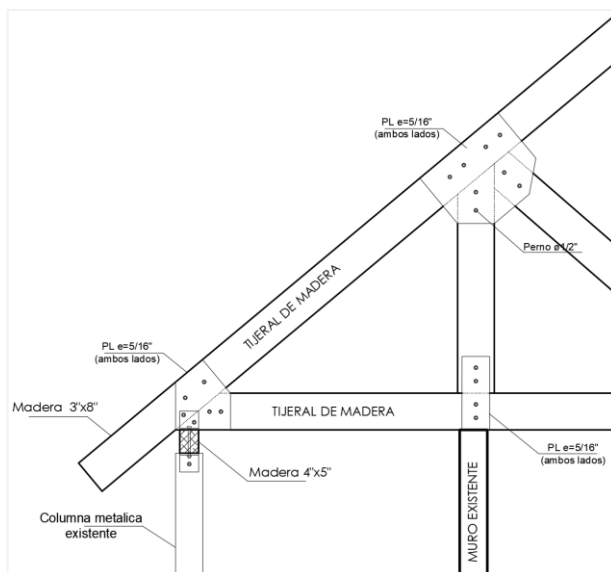 PL e=5/16"
(ambos lados)
Perno ø1/2"
TIJERAL DE MADERA
PL e=5/16"
(ambos lados)
Madera 3"x8"
TIJERAL DE MADERA
PL e=5/16"
(ambos lados)
Madera 4"x5"
Columna metalica
existente
MURO EXISTENTE